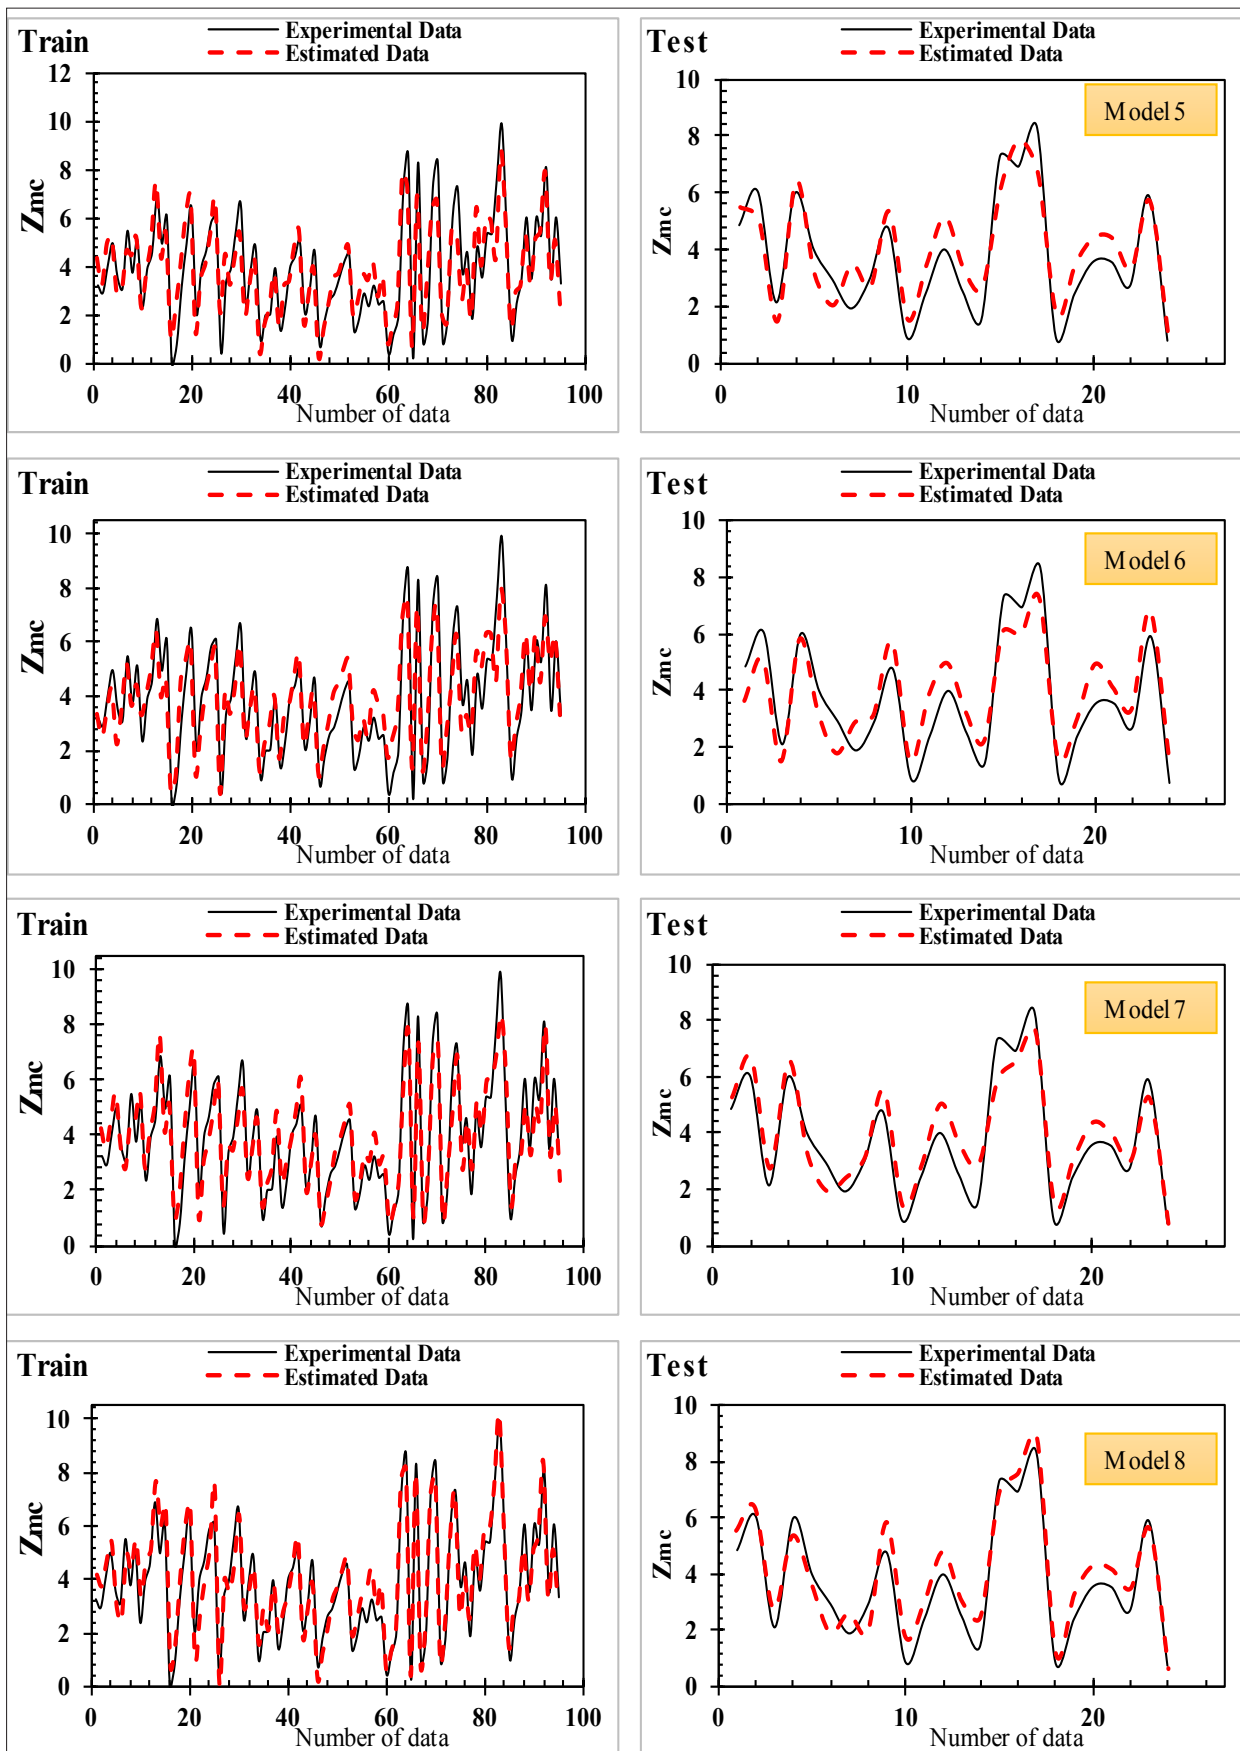 Train
Experimental Data
Estimated Data
12
10
8
6
4
2
0
Zmc
0 20 40 60 80 100
Number of data
Test
Experimental Data
Estimated Data
Model 5
10
8
6
4
2
0
Zmc
0 10 20
Number of data
Train
Experimental Data
Estimated Data
10
8
6
4
2
0
Zmc
0 20 40 60 80 100
Number of data
Test
Experimental Data
Estimated Data
Model 6
10
8
6
4
2
0
Zmc
0 10 20
Number of data
Train
Experimental Data
Estimated Data
10
8
6
4
2
0
Zmc
0 20 40 60 80 100
Number of data
Test
Experimental Data
Estimated Data
Model 7
10
8
6
4
2
0
Zmc
0 10 20
Number of data
Train
Experimental Data
Estimated Data
10
8
6
4
2
0
Zmc
0 20 40 60 80 100
Number of data
Test
Experimental Data
Estimated Data
Model 8
10
8
6
4
2
0
Zmc
0 10 20
Number of data